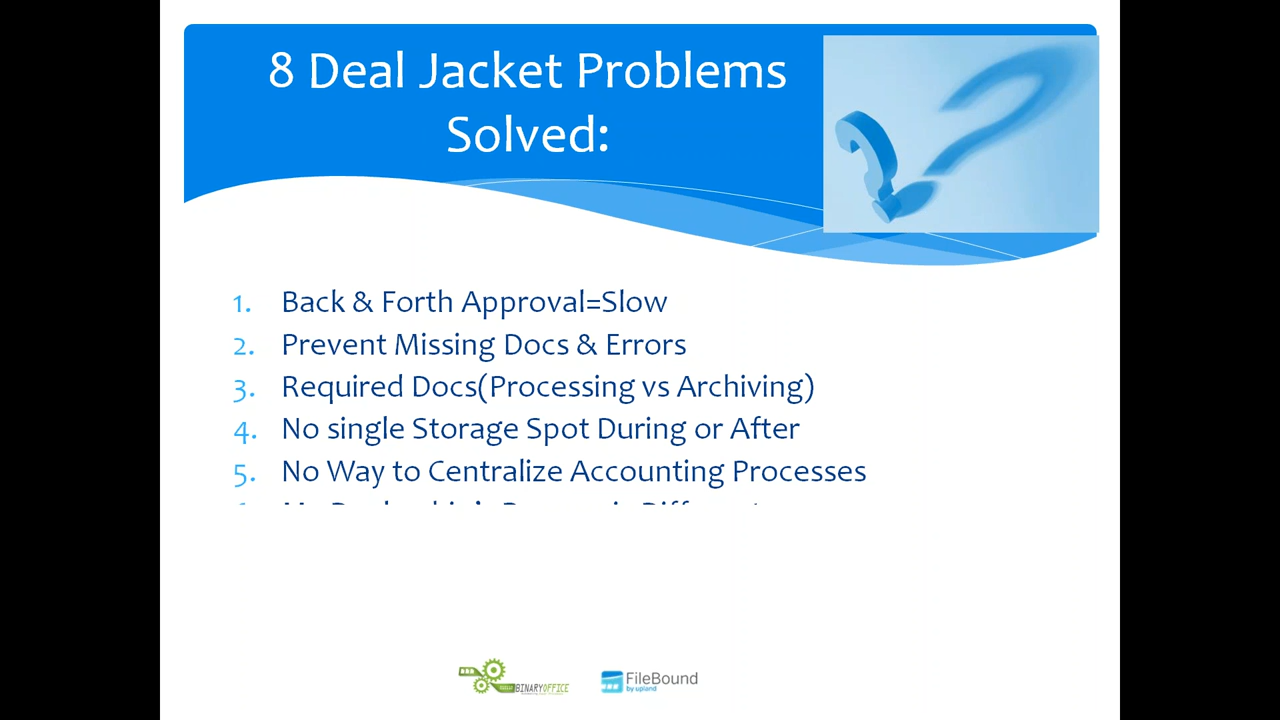 8 Deal Jacket Problems
Solved:
1. Back & Forth Approval=Slow
2. Prevent Missing Docs & Errors
3. Required Docs(Processing vs Archiving)
4. No single Storage Spot During or After
5. No Way to Centralize Accounting Processes
BINARYOFFICE
FileBound
by upland